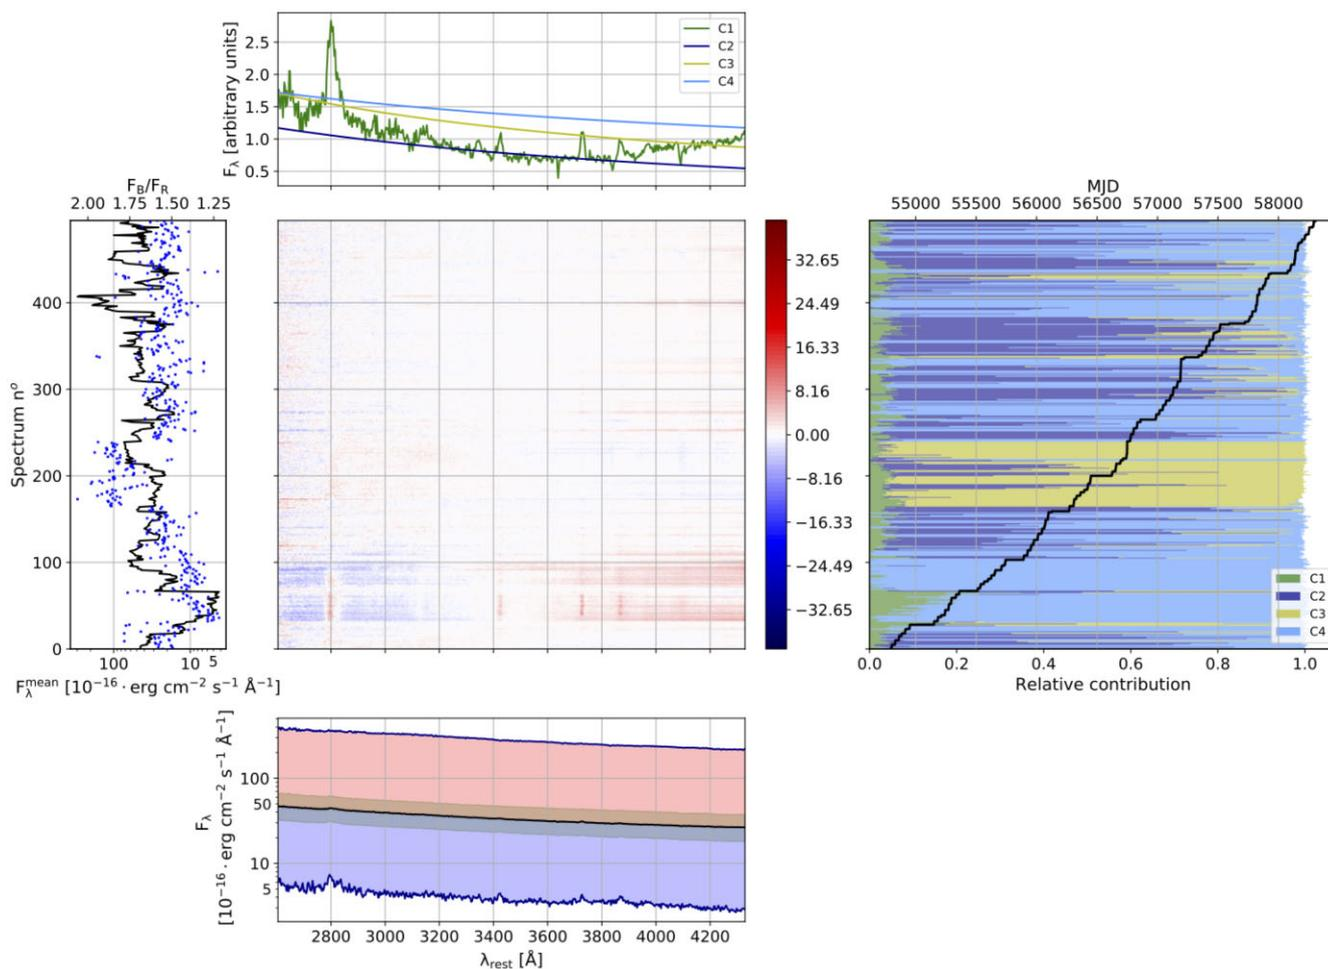 F_λ [arbitrary units]
2.5
2.0
1.5
1.0
0.5
C1
C2
C3
C4
F_B/F_R
2.00 1.75 1.50 1.25
Spectrum nº
400
300
200
100
0
100 10 5
F_λ^mean [10⁻¹⁶ · erg cm⁻² s⁻¹ Å⁻¹]
32.65
24.49
16.33
8.16
0.00
−8.16
−16.33
−24.49
−32.65
MJD
55000 55500 56000 56500 57000 57500 58000
C1
C2
C3
C4
0.0 0.2 0.4 0.6 0.8 1.0
Relative contribution
F_λ
[10⁻¹⁶ · erg cm⁻² s⁻¹ Å⁻¹]
100
50
10
5
2800 3000 3200 3400 3600 3800 4000 4200
λ_rest [Å]